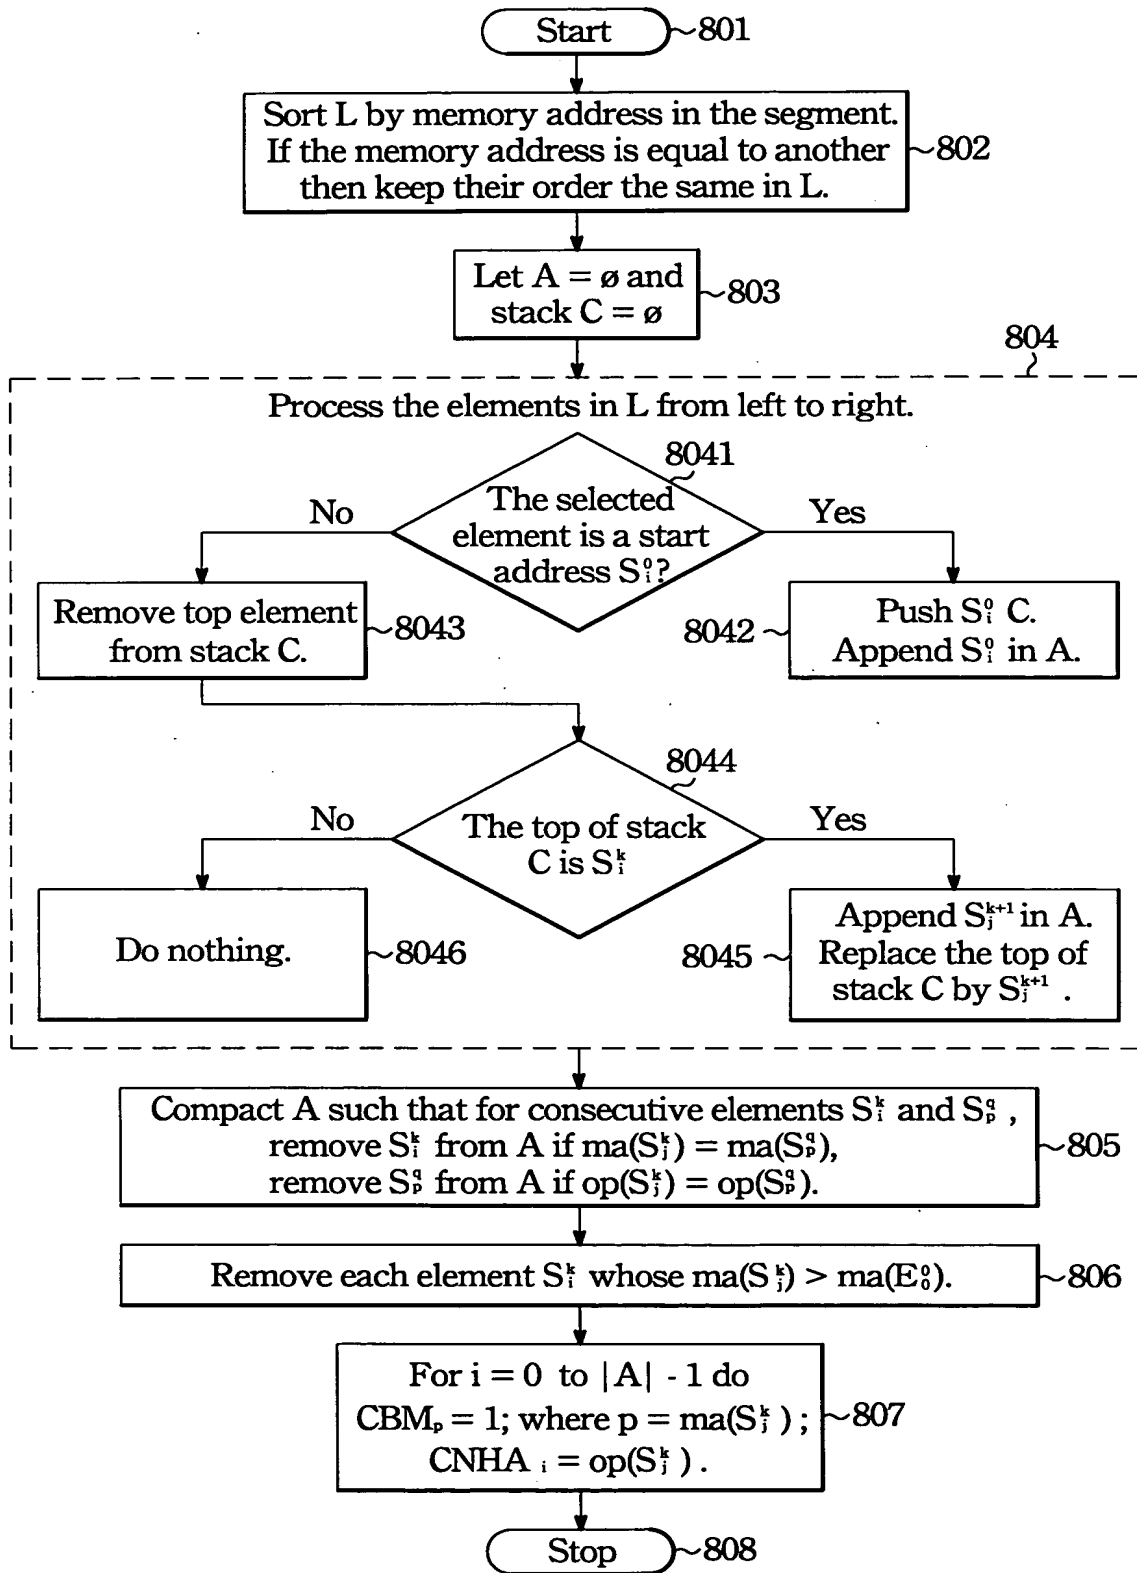 Start
801
Sort L by memory address in the segment.
If the memory address is equal to another
then keep their order the same in L.
802
Let A = ø and
stack C = ø
803
804
Process the elements in L from left to right.
8041
The selected
element is a start
address S⁰ᵢ?
No
Yes
Remove top element
from stack C.
8043
Push S⁰ᵢ C.
Append S⁰ᵢ in A.
8042
8044
The top of stack
C is Sᵏᵢ
No
Yes
Do nothing.
8046
Append Sᵏ⁺¹ⱼ in A.
Replace the top of
stack C by Sᵏ⁺¹ⱼ .
8045
Compact A such that for consecutive elements Sᵏᵢ and S^q_p ,
remove Sᵏᵢ from A if ma(Sᵏⱼ) = ma(S^q_p),
remove S^q_p from A if op(Sᵏⱼ) = op(S^q_p).
805
Remove each element Sᵏᵢ whose ma(Sᵏⱼ) > ma(E⁰₀).
806
For i = 0 to |A| - 1 do
CBMₚ = 1; where p = ma(Sᵏⱼ) ;
CNHA ᵢ = op(Sᵏⱼ) .
807
Stop
808